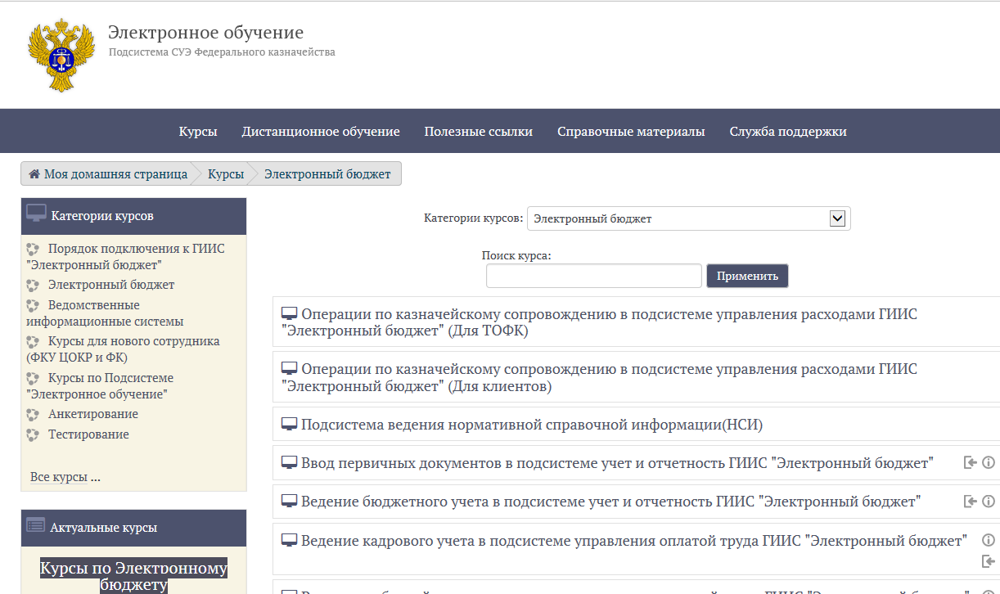 Электронное обучение
Подсистема СУЭ Федерального казначейства
Курсы Дистанционное обучение Полезные ссылки Справочные материалы Служба поддержки
Моя домашняя страница Курсы Электронный бюджет
Категории курсов
Порядок подключения к ГИИС
"Электронный бюджет"
Электронный бюджет
Ведомственные
информационные системы
Курсы для нового сотрудника
(ФКУ ЦОКР и ФК)
Курсы по Подсистеме
"Электронное обучение"
Анкетирование
Тестирование
Все курсы ...
Актуальные курсы
Курсы по Электронному
бюджету
Категории курсов: Электронный бюджет
Поиск курса:
Применить
Операции по казначейскому сопровождению в подсистеме управления расходами ГИИС
"Электронный бюджет" (Для ТОФК)
Операции по казначейскому сопровождению в подсистеме управления расходами ГИИС
"Электронный бюджет" (Для клиентов)
Подсистема ведения нормативной справочной информации(НСИ)
Ввод первичных документов в подсистеме учет и отчетность ГИИС "Электронный бюджет"
Ведение бюджетного учета в подсистеме учет и отчетность ГИИС "Электронный бюджет"
Ведение кадрового учета в подсистеме управления оплатой труда ГИИС "Электронный бюджет"